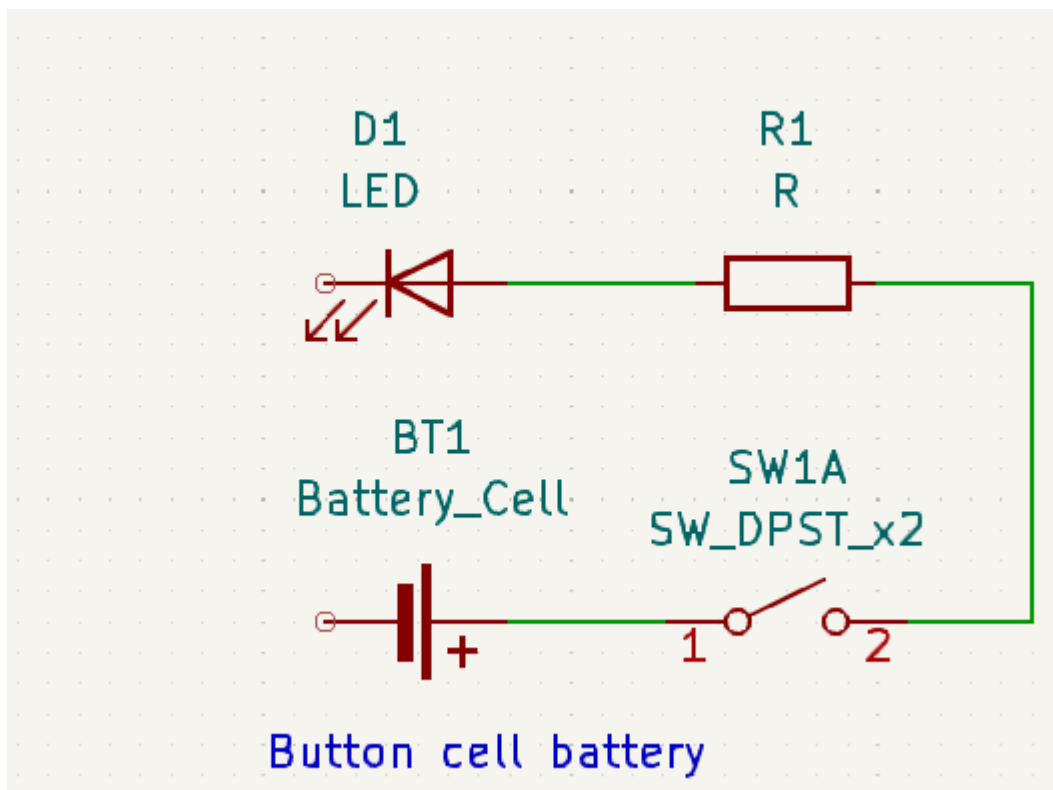 D1
LED
R1
R
BT1
Battery_Cell
SW1A
SW_DPST_x2
+
1
2
Button cell battery